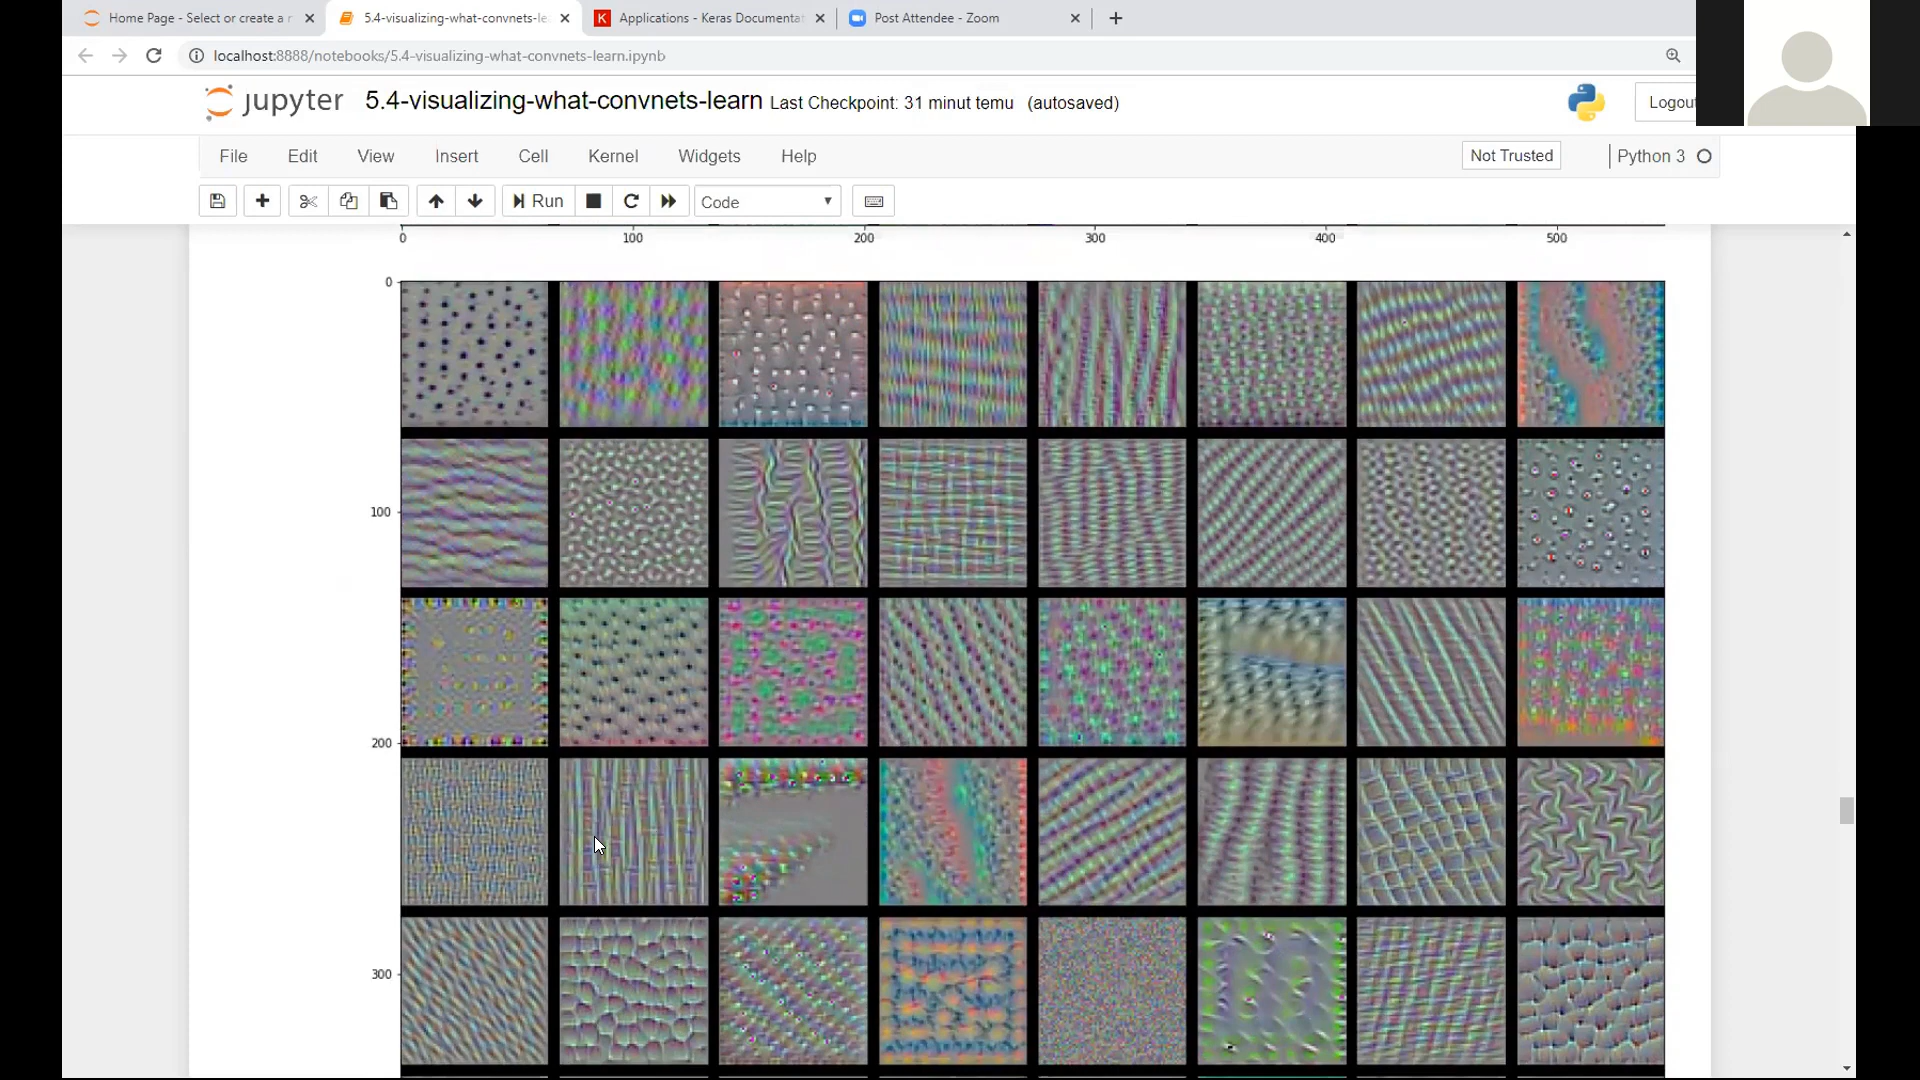 Home Page - Select or create a n
5.4-visualizing-what-convnets-le
Applications - Keras Documentat
Post Attendee - Zoom
localhost:8888/notebooks/5.4-visualizing-what-convnets-learn.ipynb
jupyter 5.4-visualizing-what-convnets-learn Last Checkpoint: 31 minut temu (autosaved)
Logout
File Edit View Insert Cell Kernel Widgets Help
Not Trusted Python 3
Run Code
0 100 200 300 400 500
0
100
200
300